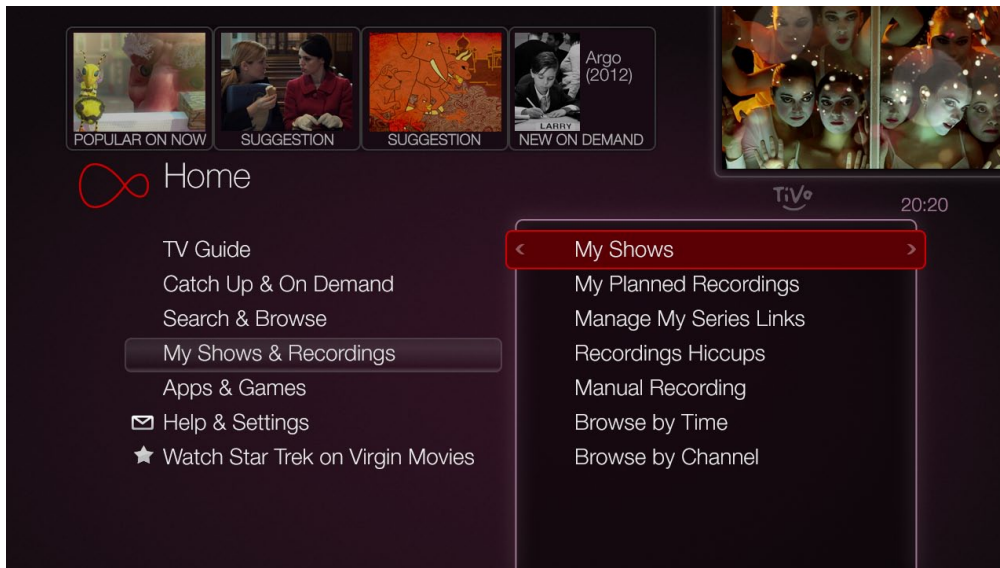 Argo
(2012)
LARRY
POPULAR ON NOW
SUGGESTION
SUGGESTION
NEW ON DEMAND
Home
TiVo
20:20
TV Guide
Catch Up & On Demand
Search & Browse
My Shows & Recordings
Apps & Games
Help & Settings
Watch Star Trek on Virgin Movies
< My Shows >
My Planned Recordings
Manage My Series Links
Recordings Hiccups
Manual Recording
Browse by Time
Browse by Channel